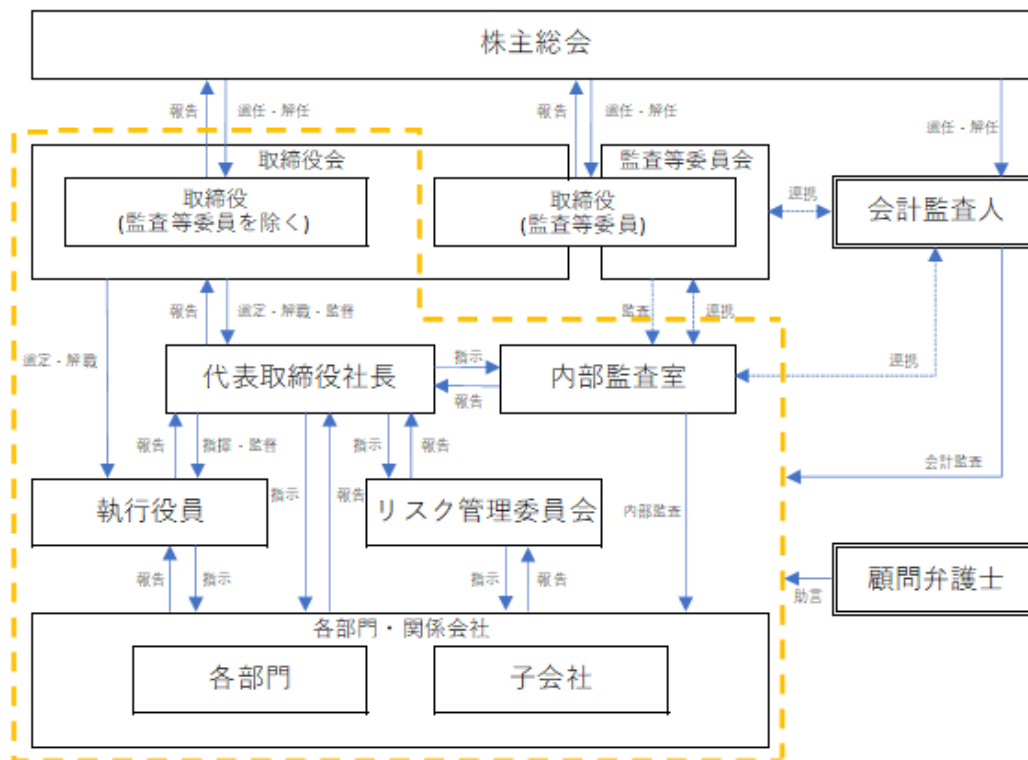 株主総会
報告
選任 - 解任
報告
選任 - 解任
選任 - 解任
取締役会
監査等委員会
取締役
(監査等委員を除く)
取締役
(監査等委員)
連携
会計監査人
報告
選定 - 解職 - 監督
監査
連携
選定 - 解職
代表取締役社長
指示
報告
内部監査室
連携
報告
指揮 - 監督
指示
報告
指示
報告
内部監査
会計監査
執行役員
リスク管理委員会
報告
指示
指示
報告
助言
顧問弁護士
各部門・関係会社
各部門
子会社